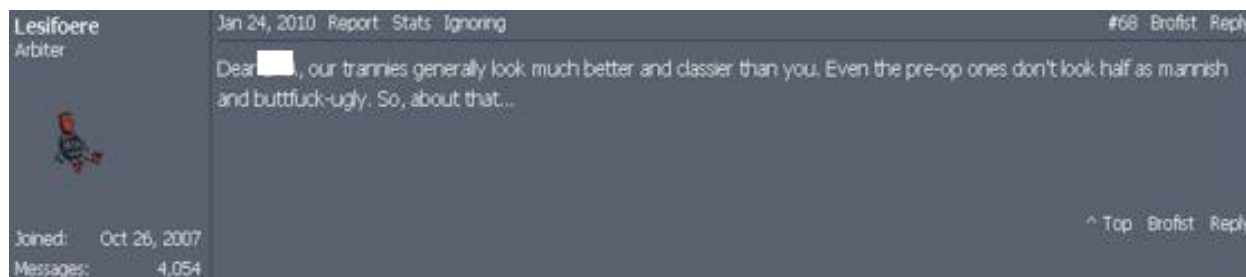 Lesifoere
Arbiter
Joined: Oct 26, 2007
Messages: 4,054
Jan 24, 2010 Report Stats Ignoring #68 Brofist Reply
Dear , our trannies generally look much better and classier than you. Even the pre-op ones don't look half as mannish
and buttfuck-ugly. So, about that...
^ Top Brofist Reply